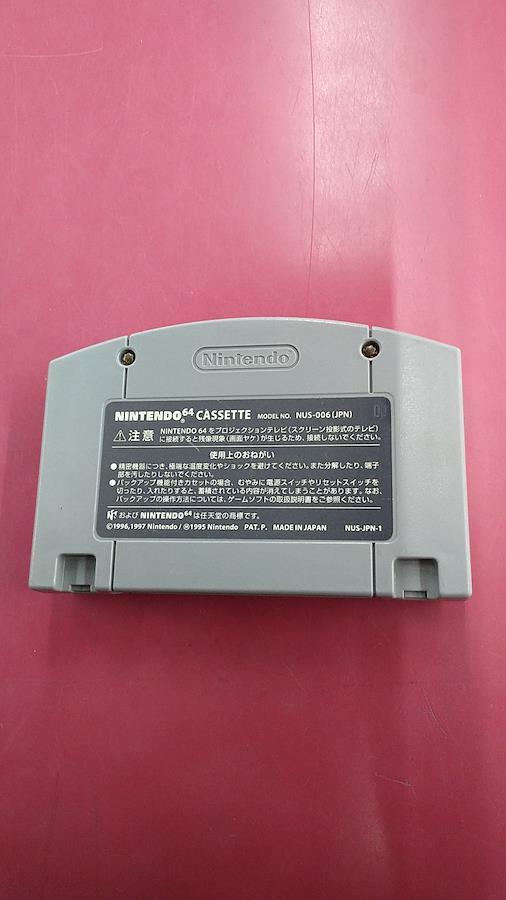 Nintendo
NINTENDO64 CASSETTE MODEL NO. NUS-006(JPN)
⚠注意 NINTENDO 64をプロジェクションテレビ(スクリーン投影式のテレビ)
に接続すると残像現象(画面ヤケ)が生じるため、接続しないでください。
使用上のおねがい
●精密機器につき、極端な温度変化やショックを避けてください。また分解したり、端子
部を汚したりしないでください。
●バックアップ機能付きカセットの場合、むやみに電源スイッチやリセットスイッチを
切ったり、入れたりすると、蓄積されている内容が消えてしまうことがあります。なお、
バックアップの操作方法については、ゲームソフトの取扱説明書をご参照ください。
および NINTENDO64 は任天堂の商標です。
©1996,1997 Nintendo / Ⓜ1995 Nintendo PAT. P. MADE IN JAPAN NUS-JPN-1